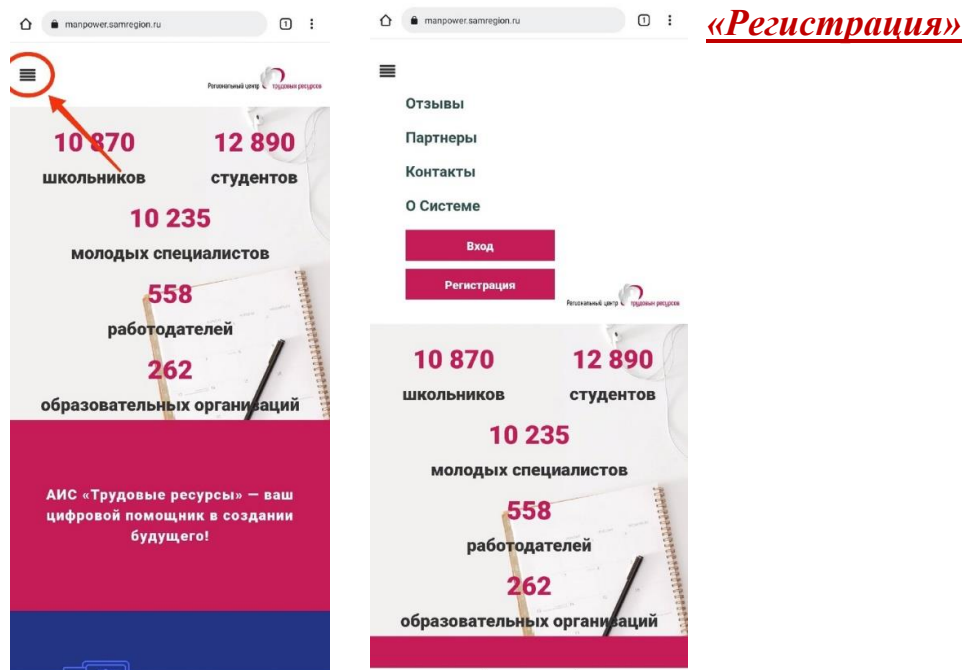 manpower.samregion.ru
1
Региональный центр трудовых ресурсов
10 870
школьников
12 890
студентов
10 235
молодых специалистов
558
работодателей
262
образовательных организаций
АИС «Трудовые ресурсы» — ваш
цифровой помощник в создании
будущего!
manpower.samregion.ru
1
Отзывы
Партнеры
Контакты
О Системе
Вход
Регистрация
Региональный центр трудовых ресурсов
10 870
школьников
12 890
студентов
10 235
молодых специалистов
558
работодателей
262
образовательных организаций
«Регистрация»